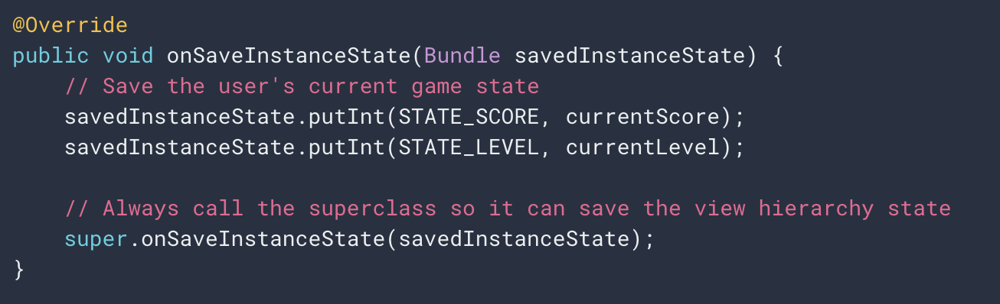 @Override
public void onSaveInstanceState(Bundle savedInstanceState) {
    // Save the user's current game state
    savedInstanceState.putInt(STATE_SCORE, currentScore);
    savedInstanceState.putInt(STATE_LEVEL, currentLevel);

    // Always call the superclass so it can save the view hierarchy state
    super.onSaveInstanceState(savedInstanceState);
}